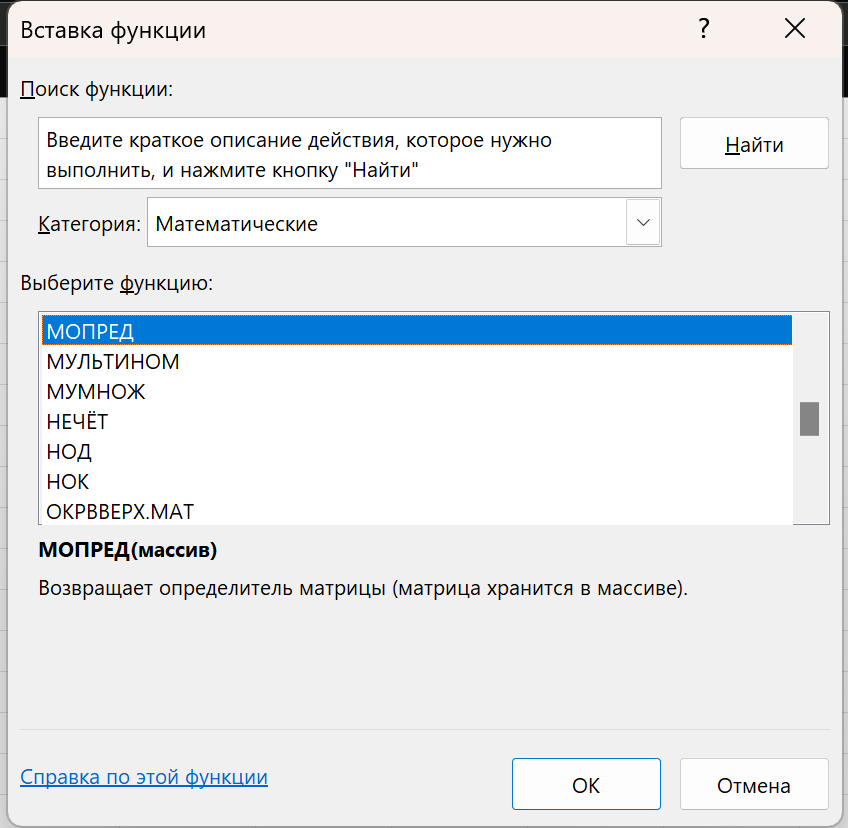 Вставка функции
?
Поиск функции:
Введите краткое описание действия, которое нужно
выполнить, и нажмите кнопку "Найти"
Найти
Категория:
Математические
Выберите функцию:
МОПРЕД
МУЛЬТИНОМ
МУМНОЖ
НЕЧЁТ
НОД
НОК
ОКРВВЕРХ.МАТ
МОПРЕД(массив)
Возвращает определитель матрицы (матрица хранится в массиве).
Справка по этой функции
ОК
Отмена